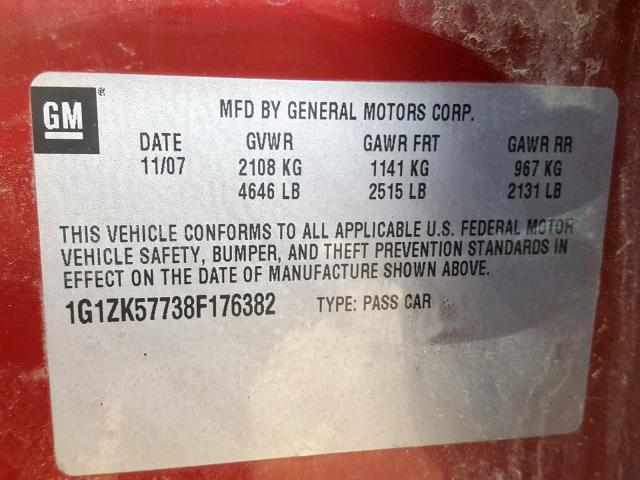 GM®
MFD BY GENERAL MOTORS CORP.
DATE GVWR GAWR FRT GAWR RR
11/07 2108 KG 1141 KG 967 KG
4646 LB 2515 LB 2131 LB
THIS VEHICLE CONFORMS TO ALL APPLICABLE U.S. FEDERAL MOTOR
VEHICLE SAFETY, BUMPER, AND THEFT PREVENTION STANDARDS IN
EFFECT ON THE DATE OF MANUFACTURE SHOWN ABOVE.
1G1ZK57738F176382 TYPE: PASS CAR